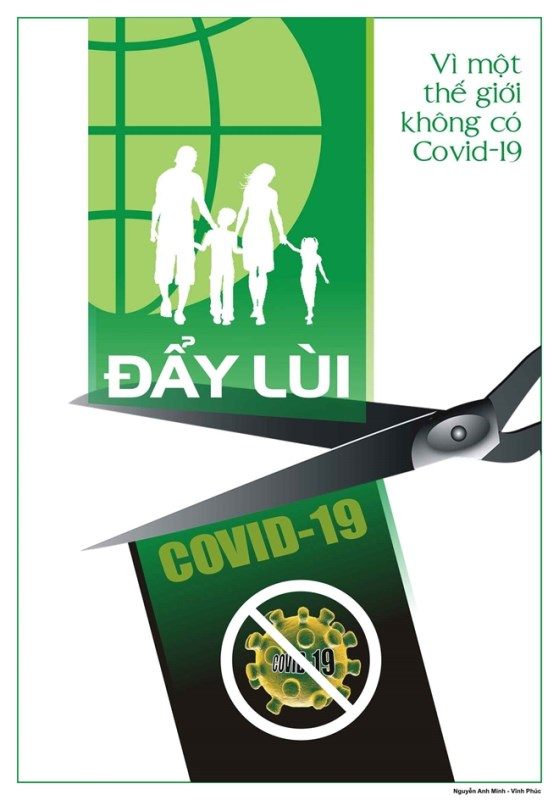 Vì một
thế giới
không có
Covid-19
ĐẨY LÙI
COVID-19
COVID-19
Nguyễn Anh Minh - Vĩnh Phúc